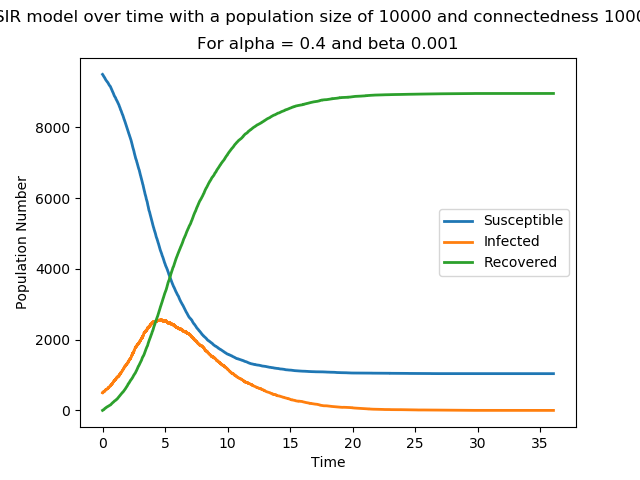 SIR model over time with a population size of 10000 and connectedness 1000
For alpha = 0.4 and beta 0.001
8000
6000
4000
2000
0
Population Number
Susceptible
Infected
Recovered
0 5 10 15 20 25 30 35
Time